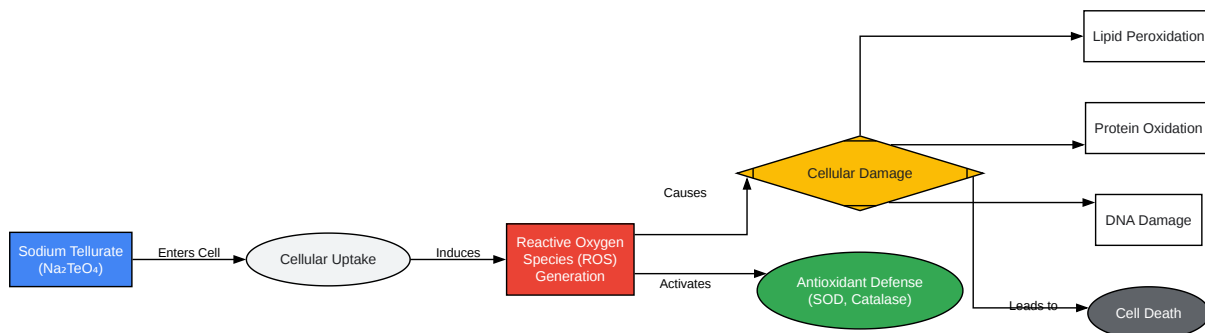 Sodium Tellurate
(Na₂TeO₄)
Enters Cell
Cellular Uptake
Induces
Reactive Oxygen
Species (ROS)
Generation
Causes
Activates
Cellular Damage
Antioxidant Defense
(SOD, Catalase)
Leads to
Lipid Peroxidation
Protein Oxidation
DNA Damage
Cell Death